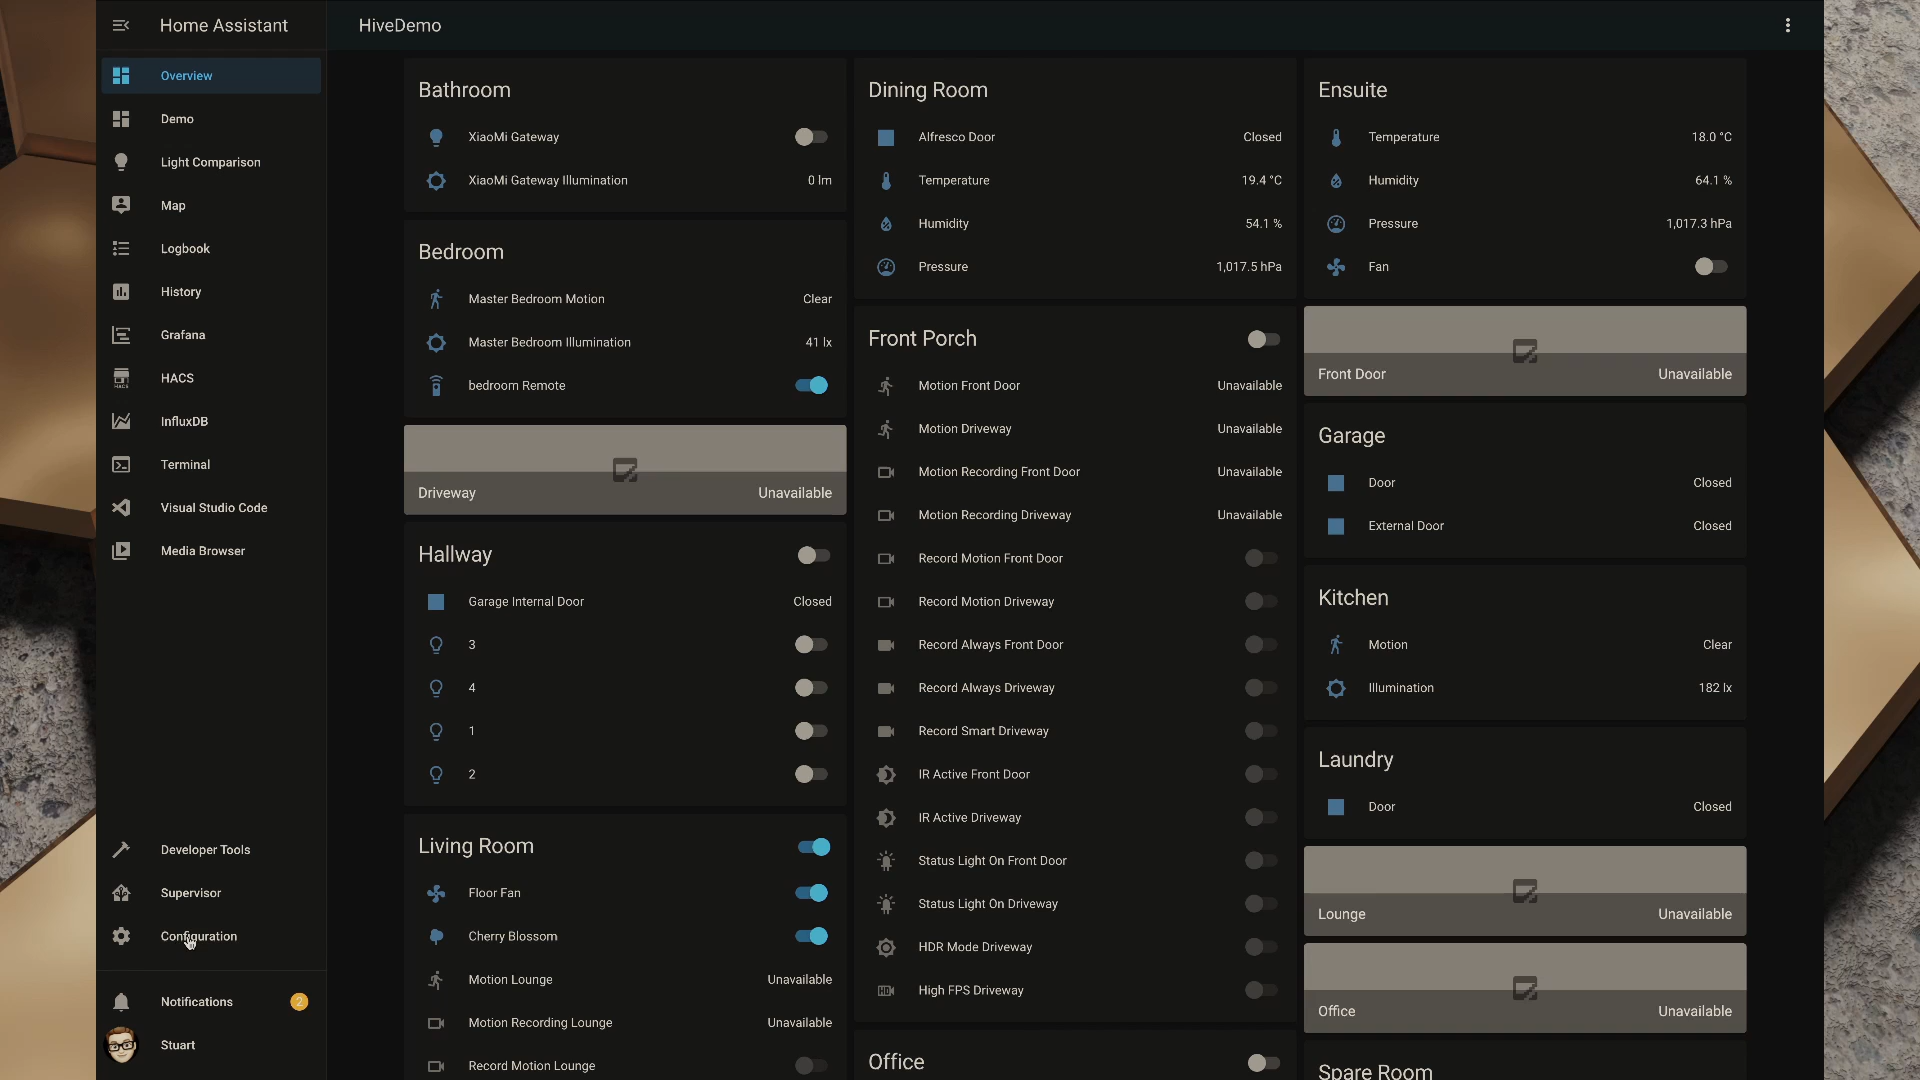 Home Assistant
HiveDemo
Overview
Demo
Light Comparison
Map
Logbook
History
Grafana
HACS
HACS
InfluxDB
Terminal
Visual Studio Code
Media Browser
Developer Tools
Supervisor
Configuration
Notifications 2
Stuart
Bathroom
XiaoMi Gateway
XiaoMi Gateway Illumination 0 lm
Bedroom
Master Bedroom Motion Clear
Master Bedroom Illumination 41 lx
bedroom Remote
Driveway Unavailable
Hallway
Garage Internal Door Closed
3
4
1
2
Living Room
Floor Fan
Cherry Blossom
Motion Lounge Unavailable
Motion Recording Lounge Unavailable
Record Motion Lounge
Dining Room
Alfresco Door Closed
Temperature 19.4 °C
Humidity 54.1 %
Pressure 1,017.5 hPa
Front Porch
Motion Front Door Unavailable
Motion Driveway Unavailable
Motion Recording Front Door Unavailable
Motion Recording Driveway Unavailable
Record Motion Front Door
Record Motion Driveway
Record Always Front Door
Record Always Driveway
Record Smart Driveway
IR Active Front Door
IR Active Driveway
Status Light On Front Door
Status Light On Driveway
HDR Mode Driveway
High FPS Driveway
Office
Ensuite
Temperature 18.0 °C
Humidity 64.1 %
Pressure 1,017.3 hPa
Fan
Front Door Unavailable
Garage
Door Closed
External Door Closed
Kitchen
Motion Clear
Illumination 182 lx
Laundry
Door Closed
Lounge Unavailable
Office Unavailable
Spare Room